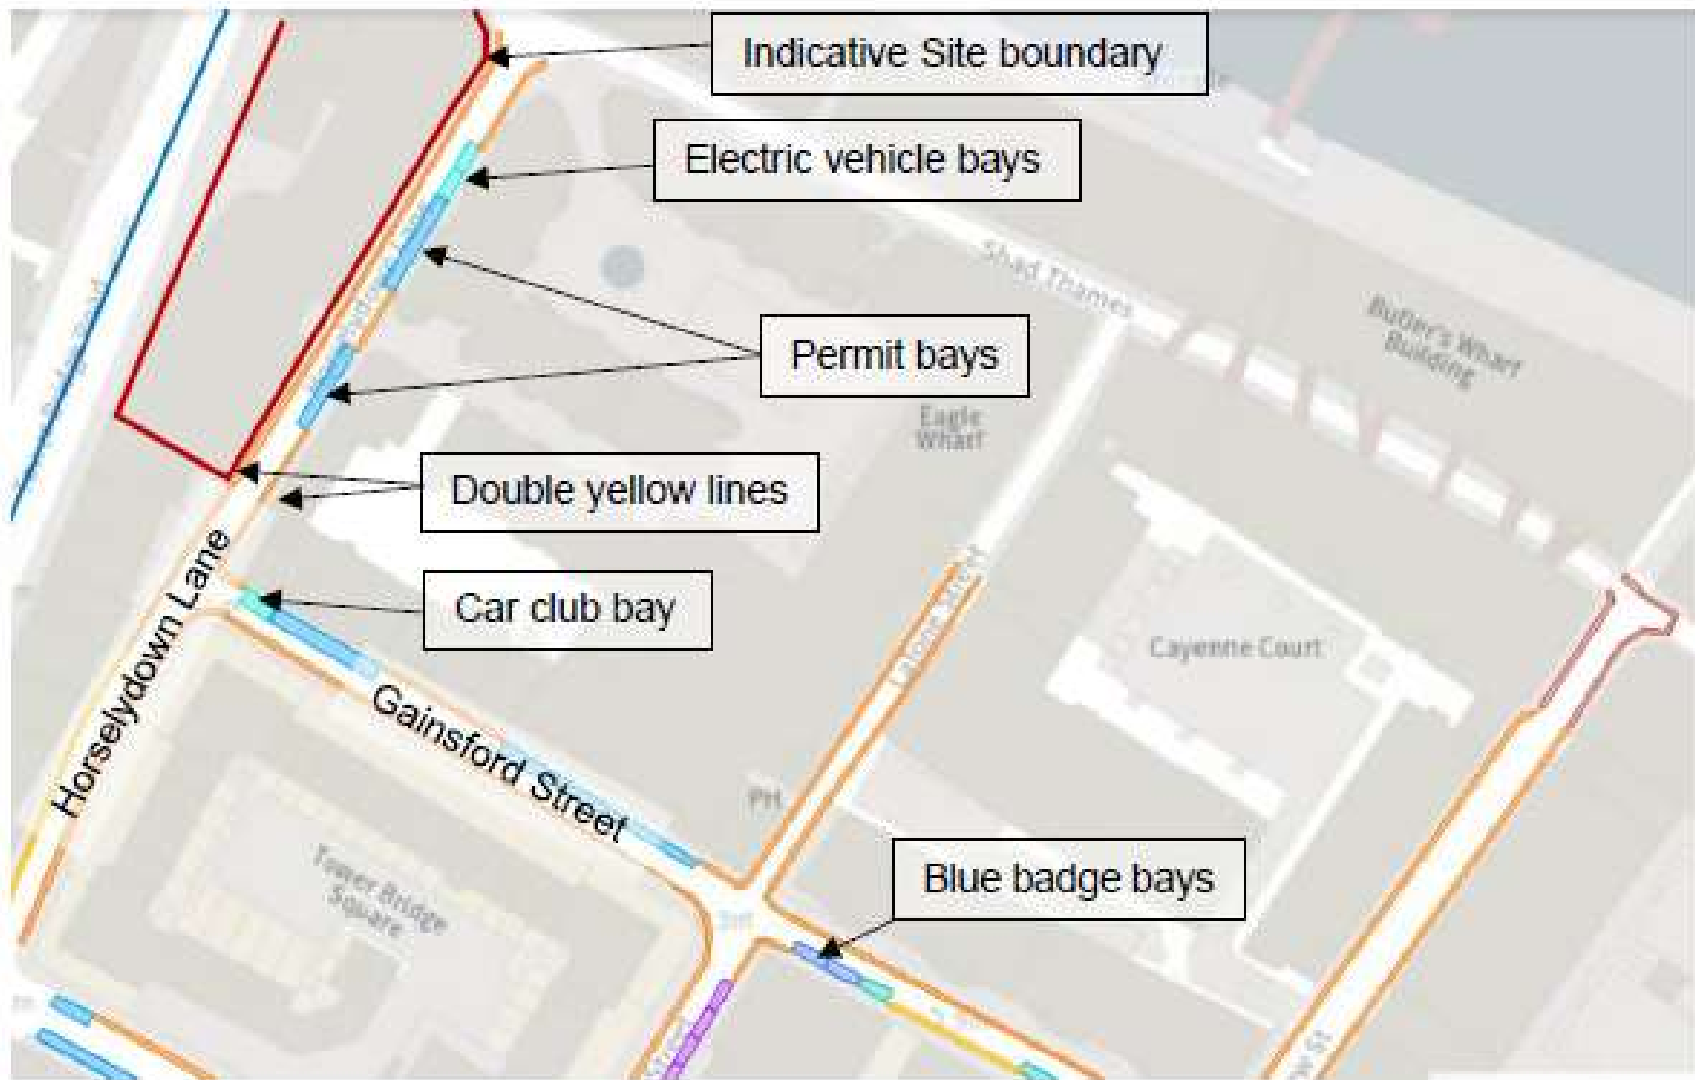 Indicative Site boundary
Electric vehicle bays
Shad Thames
Butler's Wharf
Building
Permit bays
Eagle
Wharf
Double yellow lines
Car club bay
Horselydown Lane
Cayenne Court
Gainsford Street
PH
Blue badge bays
Tower Bridge
Square